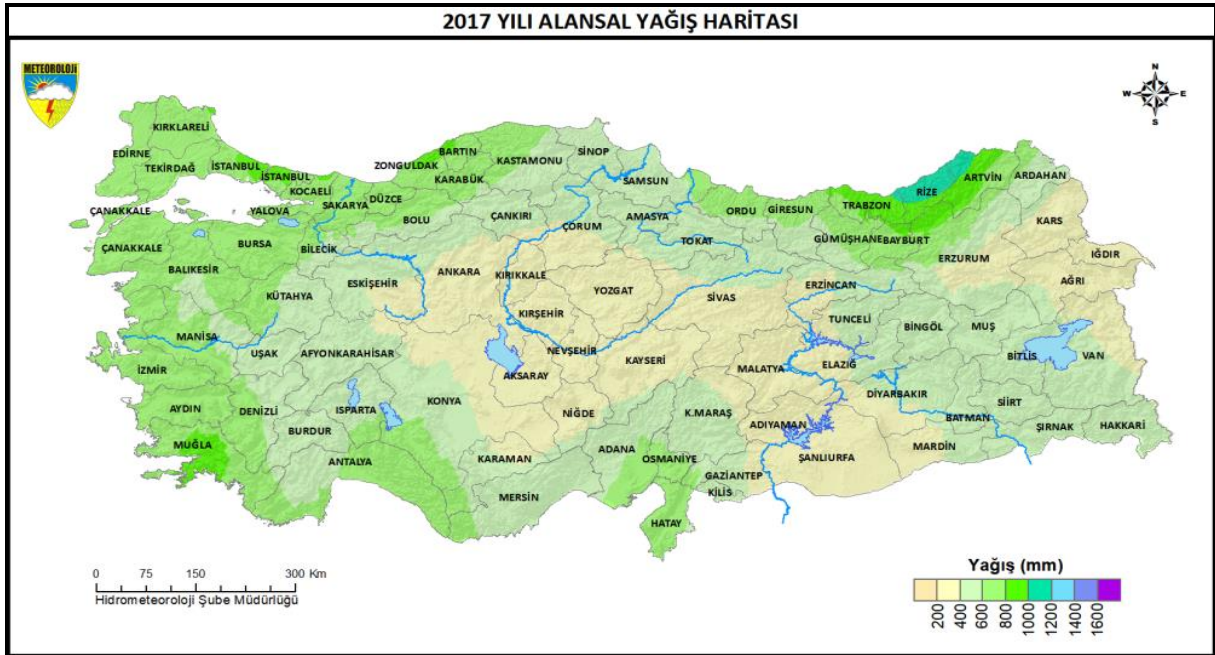 2017 YILI ALANSAL YAĞIŞ HARİTASI
METEOROLOJİ
N
W E
S
KIRKLARELİ
EDİRNE
TEKİRDAĞ
İSTANBUL
İSTANBUL
KOCAELİ
YALOVA
SAKARYA
DÜZCE
ZONGULDAK
BARTIN
KARABÜK
KASTAMONU
SİNOP
SAMSUN
BOLU
ÇANKIRI
ÇORUM
AMASYA
TOKAT
ORDU
GİRESUN
TRABZON
RİZE
ARTVİN
ARDAHAN
KARS
GÜMÜŞHANE
BAYBURT
ERZURUM
IĞDIR
AĞRI
ÇANAKKALE
ÇANAKKALE
BURSA
BİLECİK
BALIKESİR
KÜTAHYA
ESKİŞEHİR
ANKARA
KIRIKKALE
YOZGAT
SİVAS
ERZİNCAN
TUNCELİ
BİNGÖL
MUŞ
BİTLİS
VAN
MANİSA
UŞAK
AFYONKARAHİSAR
KIRŞEHİR
NEVŞEHİR
KAYSERİ
AKSARAY
MALATYA
ELAZIĞ
DİYARBAKIR
BATMAN
SİİRT
ŞIRNAK
HAKKARİ
İZMİR
AYDIN
DENİZLİ
ISPARTA
BURDUR
KONYA
NİĞDE
MUĞLA
ANTALYA
KARAMAN
MERSİN
ADANA
OSMANİYE
K.MARAŞ
ADIYAMAN
ŞANLIURFA
MARDİN
GAZİANTEP
KİLİS
HATAY
0 75 150 300 Km
Hidrometeoroloji Şube Müdürlüğü
Yağış (mm)
200 400 600 800 1000 1200 1400 1600